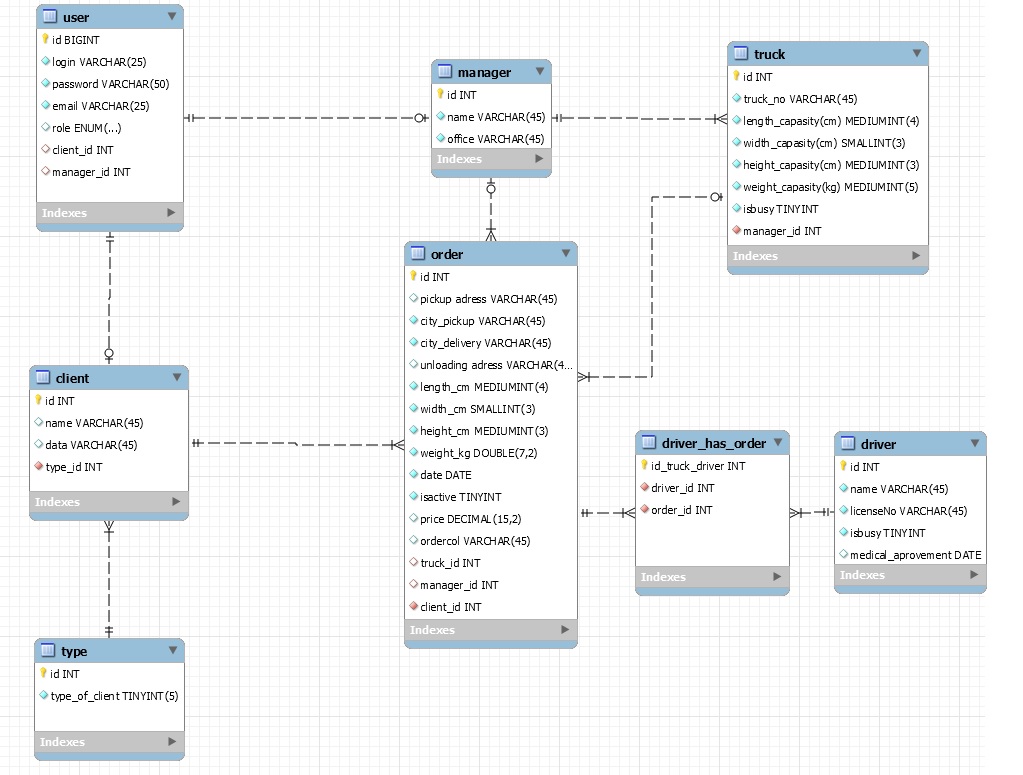 user
id BIGINT
login VARCHAR(25)
password VARCHAR(50)
email VARCHAR(25)
role ENUM(...)
client_id INT
manager_id INT
Indexes
manager
id INT
name VARCHAR(45)
office VARCHAR(45)
Indexes
truck
id INT
truck_no VARCHAR(45)
length_capasity(cm) MEDIUMINT(4)
width_capasity(cm) SMALLINT(3)
height_capasity(cm) MEDIUMINT(3)
weight_capasity(kg) MEDIUMINT(5)
isbusy TINYINT
manager_id INT
Indexes
order
id INT
pickup adress VARCHAR(45)
city_pickup VARCHAR(45)
city_delivery VARCHAR(45)
unloading adress VARCHAR(4...
length_cm MEDIUMINT(4)
width_cm SMALLINT(3)
height_cm MEDIUMINT(3)
weight_kg DOUBLE(7,2)
date DATE
isactive TINYINT
price DECIMAL(15,2)
ordercol VARCHAR(45)
truck_id INT
manager_id INT
client_id INT
Indexes
client
id INT
name VARCHAR(45)
data VARCHAR(45)
type_id INT
Indexes
driver_has_order
id_truck_driver INT
driver_id INT
order_id INT
Indexes
driver
id INT
name VARCHAR(45)
licenseNo VARCHAR(45)
isbusy TINYINT
medical_aprovement DATE
Indexes
type
id INT
type_of_client TINYINT(5)
Indexes